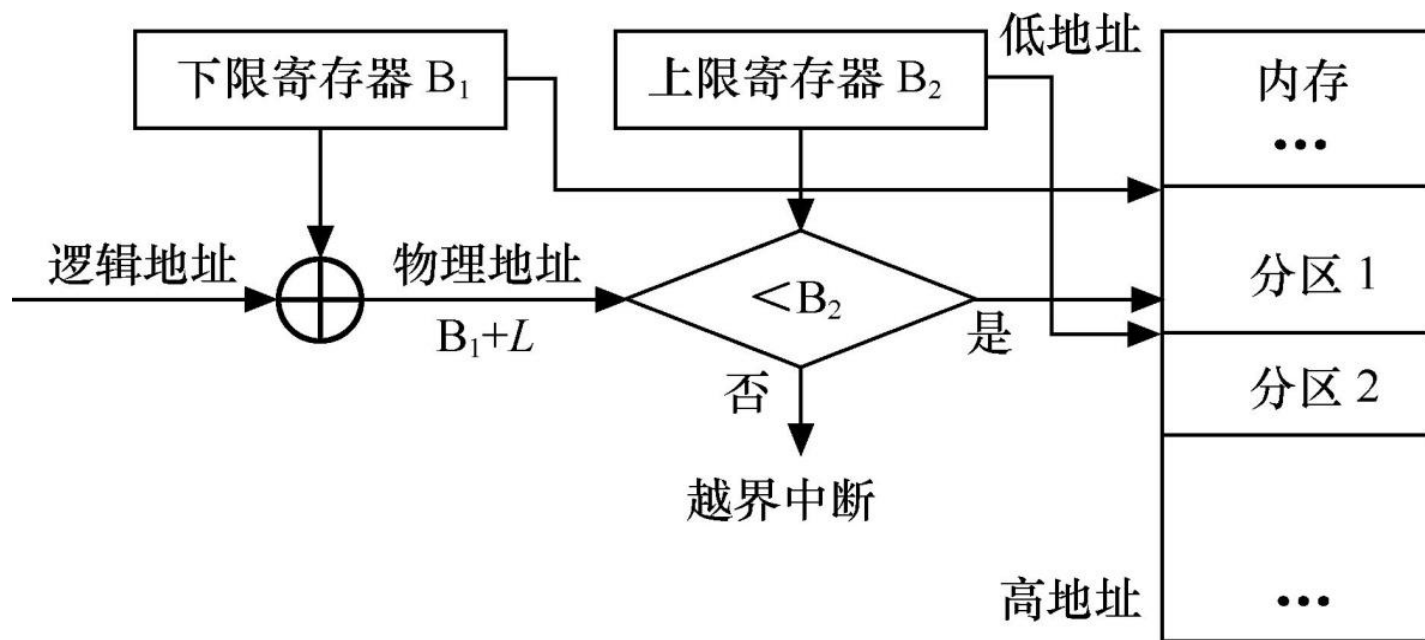 低地址
下限寄存器 B₁
上限寄存器 B₂
内存
•••
逻辑地址
物理地址
B₁+L
＜B₂
是
否
分区 1
分区 2
越界中断
高地址
•••